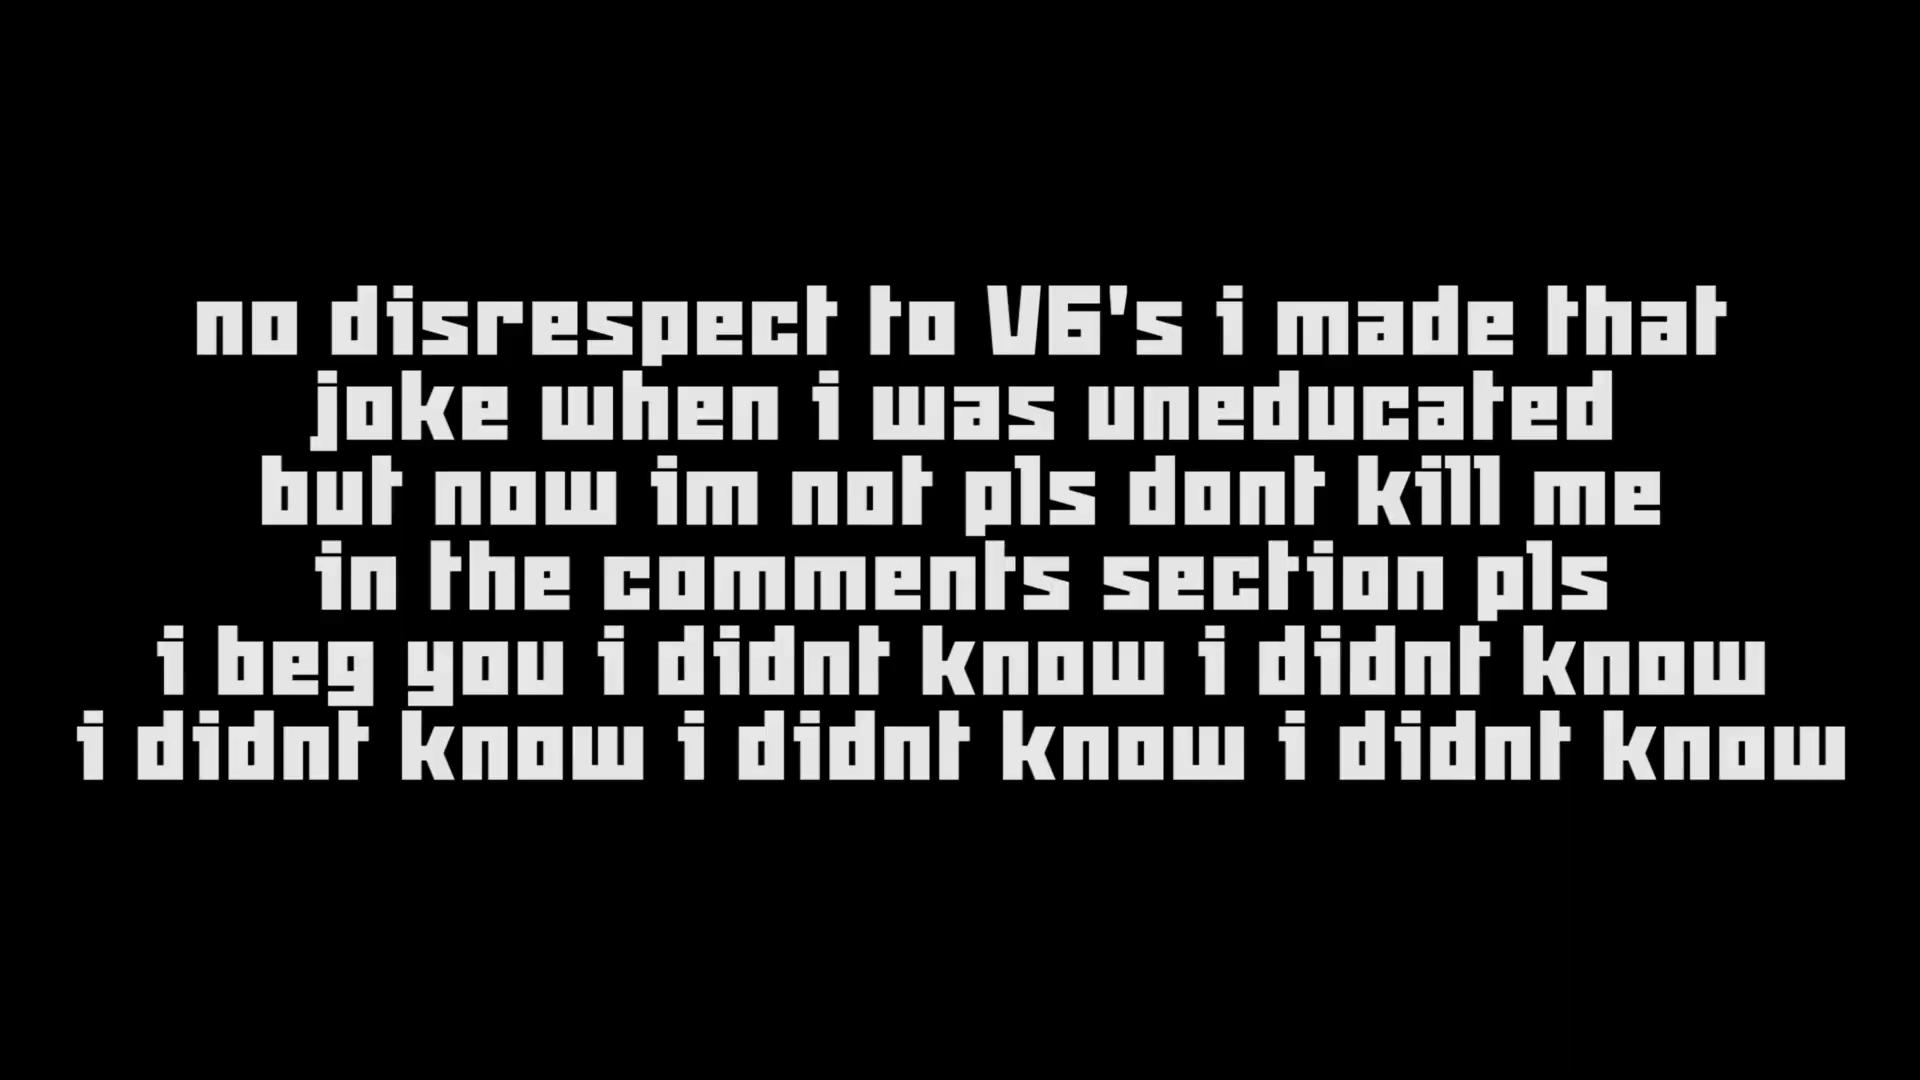 no disrespect to V6's i made that
joke when i was uneducated
but now im not pls dont kill me
in the comments section pls
i beg you i didnt know i didnt know
i didnt know i didnt know i didnt know